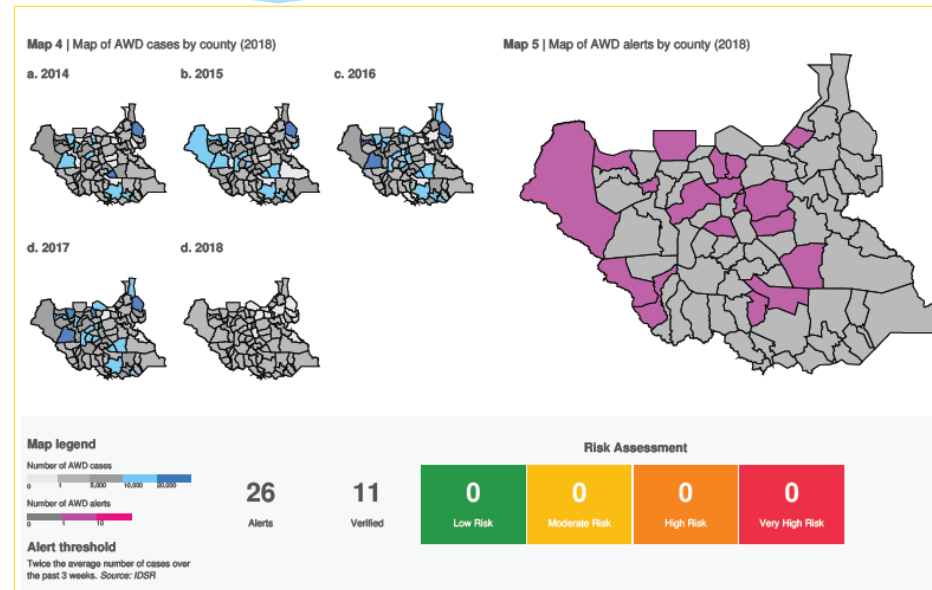 Map 4 | Map of AWD cases by county (2018)
Map 5 | Map of AWD alerts by county (2018)
a. 2014
b. 2015
c. 2016
d. 2017
d. 2018
Map legend
Number of AWD cases
0 1 5,000 10,000 20,000
Number of AWD alerts
0 1 10
Alert threshold
Twice the average number of cases over
the past 3 weeks. Source: IDSR
26
Alerts
11
Verified
Risk Assessment
0
Low Risk
0
Moderate Risk
0
High Risk
0
Very High Risk